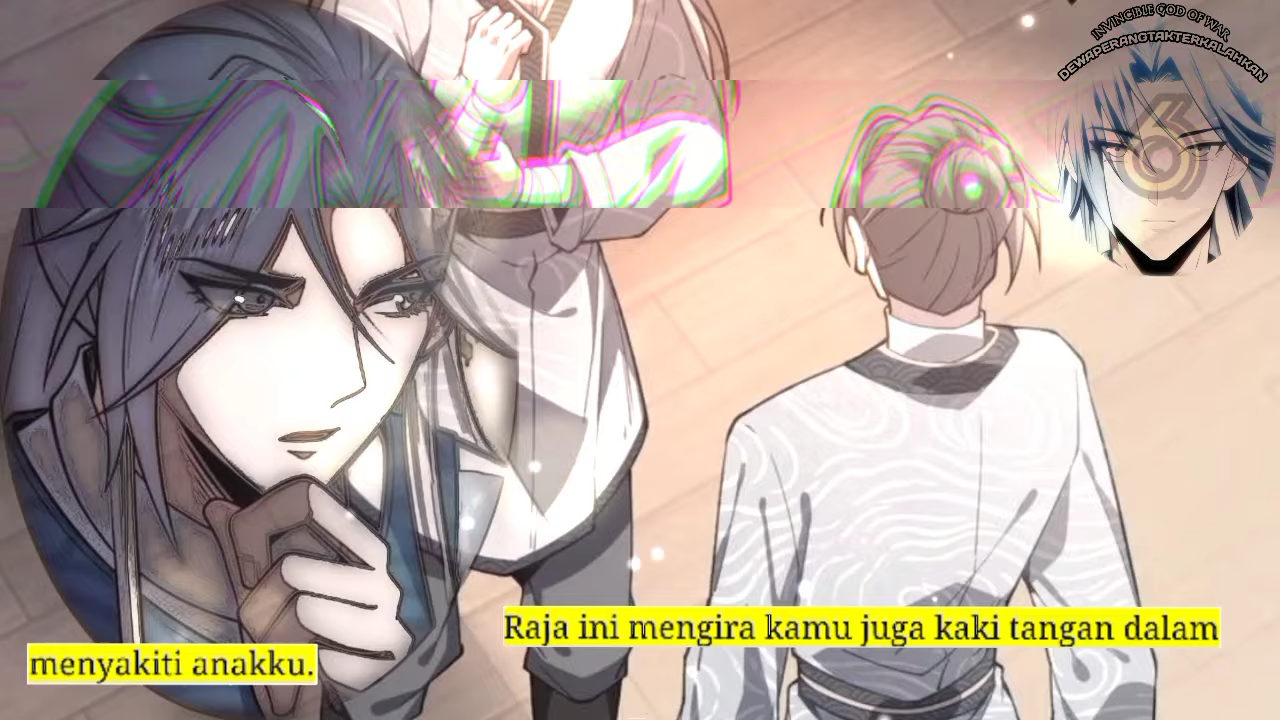 INVINCIBLE GOD OF WAR
DEWAPERANGTAKTERKALAHKAN
Raja ini mengira kamu juga kaki tangan dalam
menyakiti anakku.